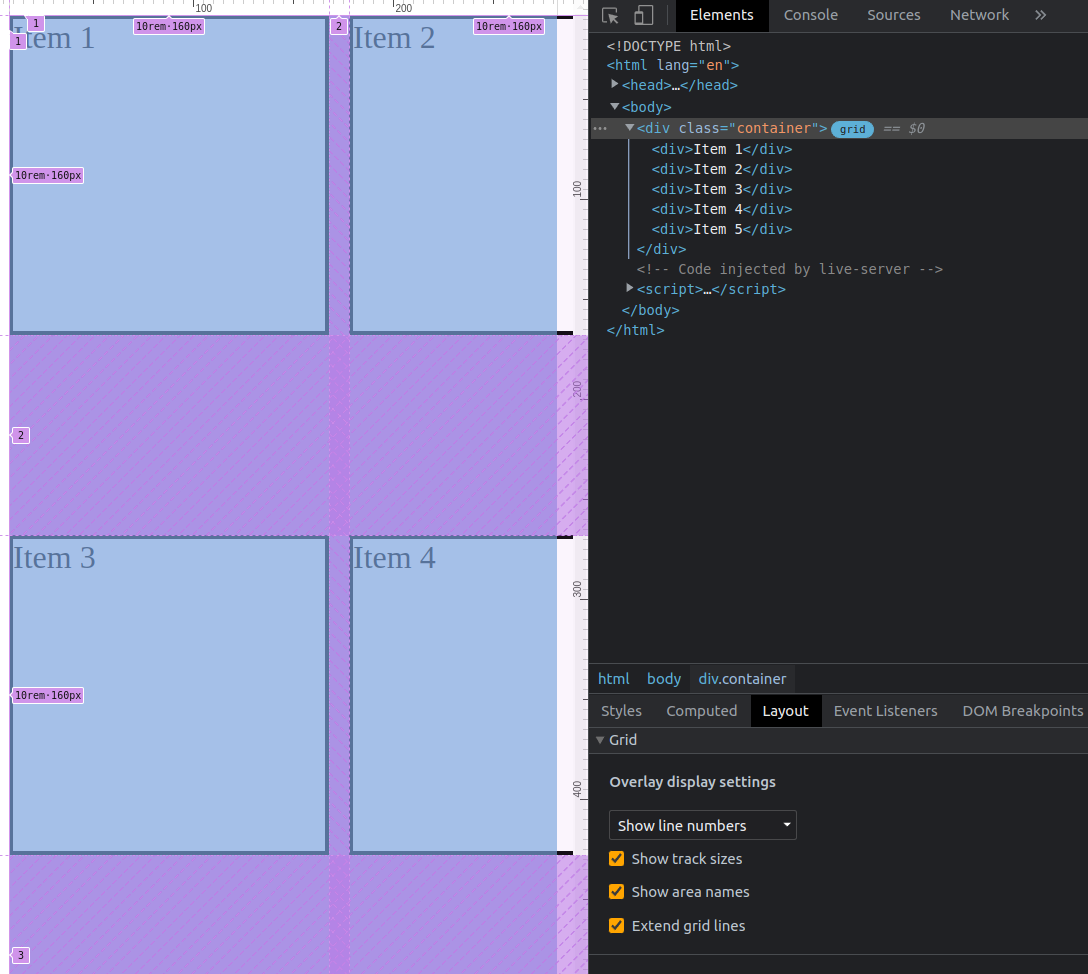 100
200
1
10rem·160px
2
10rem·160px
1
Item 1
Item 2
10rem·160px
100
200
2
Item 3
Item 4
300
10rem·160px
400
3
Elements
Console
Sources
Network
»
<!DOCTYPE html>
<html lang="en">
<head>…</head>
<body>
··· <div class="container"> grid == $0
<div>Item 1</div>
<div>Item 2</div>
<div>Item 3</div>
<div>Item 4</div>
<div>Item 5</div>
</div>
<!-- Code injected by live-server -->
<script>…</script>
</body>
</html>
html body div.container
Styles Computed Layout Event Listeners DOM Breakpoints
Grid
Overlay display settings
Show line numbers
Show track sizes
Show area names
Extend grid lines